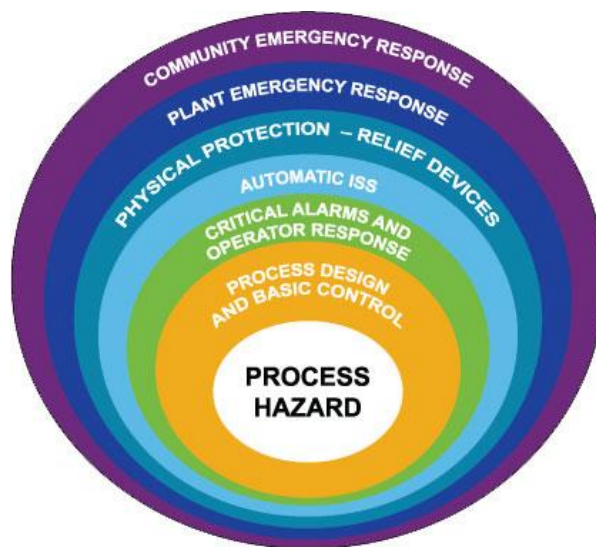 COMMUNITY EMERGENCY RESPONSE
PLANT EMERGENCY RESPONSE
PHYSICAL PROTECTION – RELIEF DEVICES
AUTOMATIC ISS
CRITICAL ALARMS AND
OPERATOR RESPONSE
PROCESS DESIGN
AND BASIC CONTROL
PROCESS
HAZARD